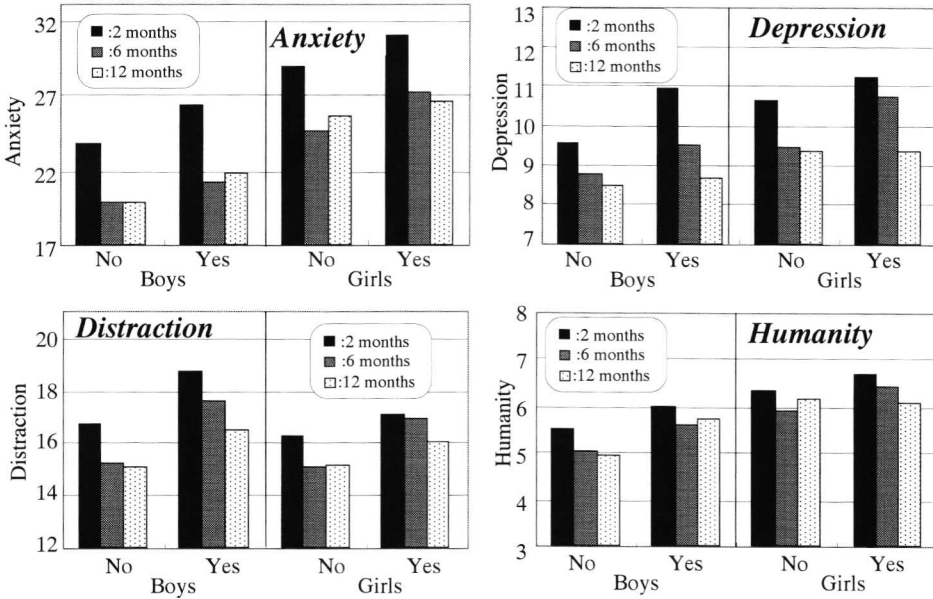 Anxiety
:2 months
:6 months
:12 months
32
27
22
17
Anxiety
No
Yes
No
Yes
Boys
Girls
Depression
:2 months
:6 months
:12 months
13
12
11
10
9
8
7
Depression
No
Yes
No
Yes
Boys
Girls
Distraction
:2 months
:6 months
:12 months
20
18
16
14
12
Distraction
No
Yes
No
Yes
Boys
Girls
Humanity
:2 months
:6 months
:12 months
8
7
6
5
4
3
Humanity
No
Yes
No
Yes
Boys
Girls